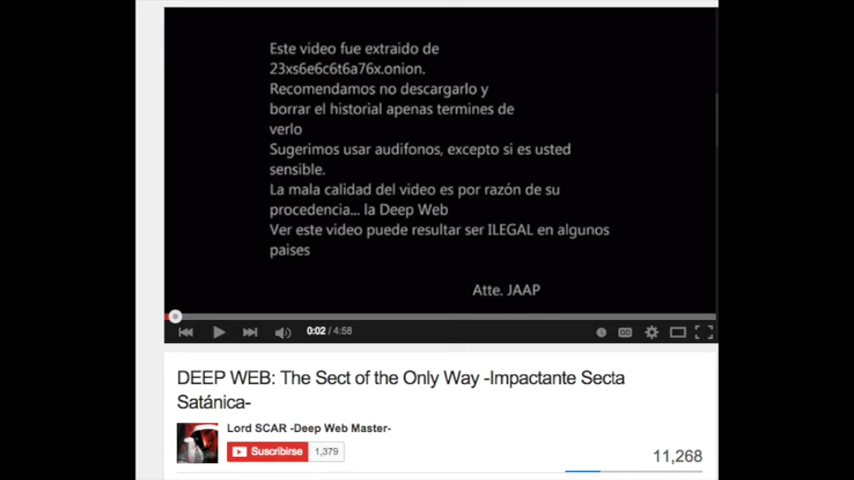 Este video fue extraido de
23xs6e6c6t6a76x.onion.
Recomendamos no descargarlo y
borrar el historial apenas termines de
verlo
Sugerimos usar audifonos, excepto si es usted
sensible.
La mala calidad del video es por razón de su
procedencia... la Deep Web
Ver este video puede resultar ser ILEGAL en algunos
paises
Atte. JAAP
0:02 / 4:58
DEEP WEB: The Sect of the Only Way -Impactante Secta
Satánica-
Lord SCAR -Deep Web Master-
Suscribirse 1,379
11,268